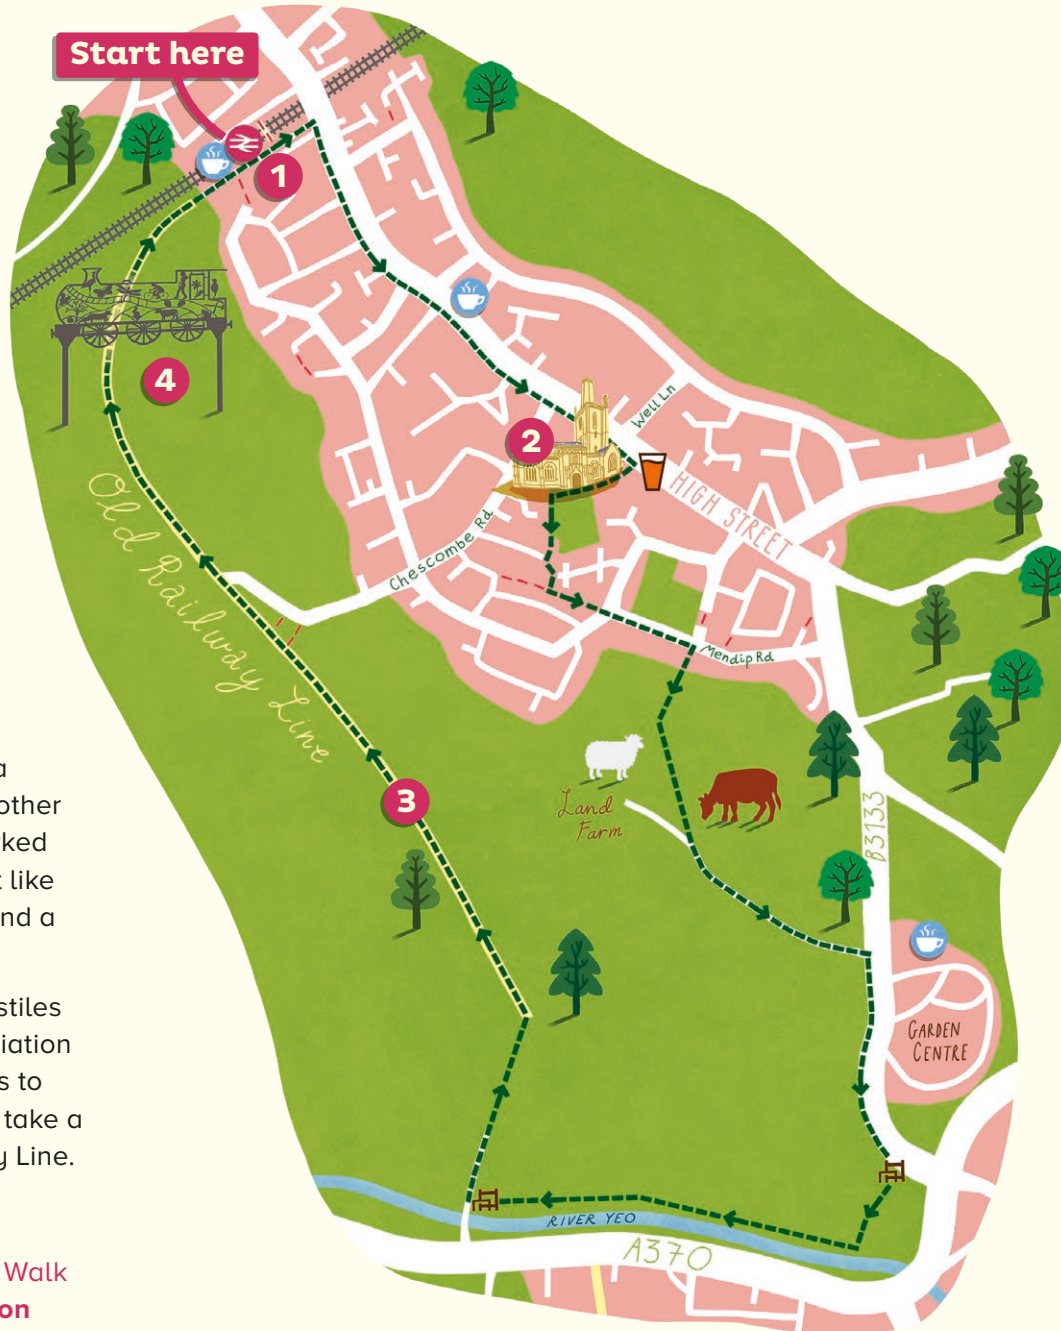 Start here
1
2
Well Ln
HIGH STREET
4
Chescombe Rd
Old Railway Line
Mendip Rd
a
other
ked
t like
nd a
3
Land
Farm
B3133
stiles
iation
s to
take a
y Line.
GARDEN
CENTRE
RIVER YEO
A370
Walk
on